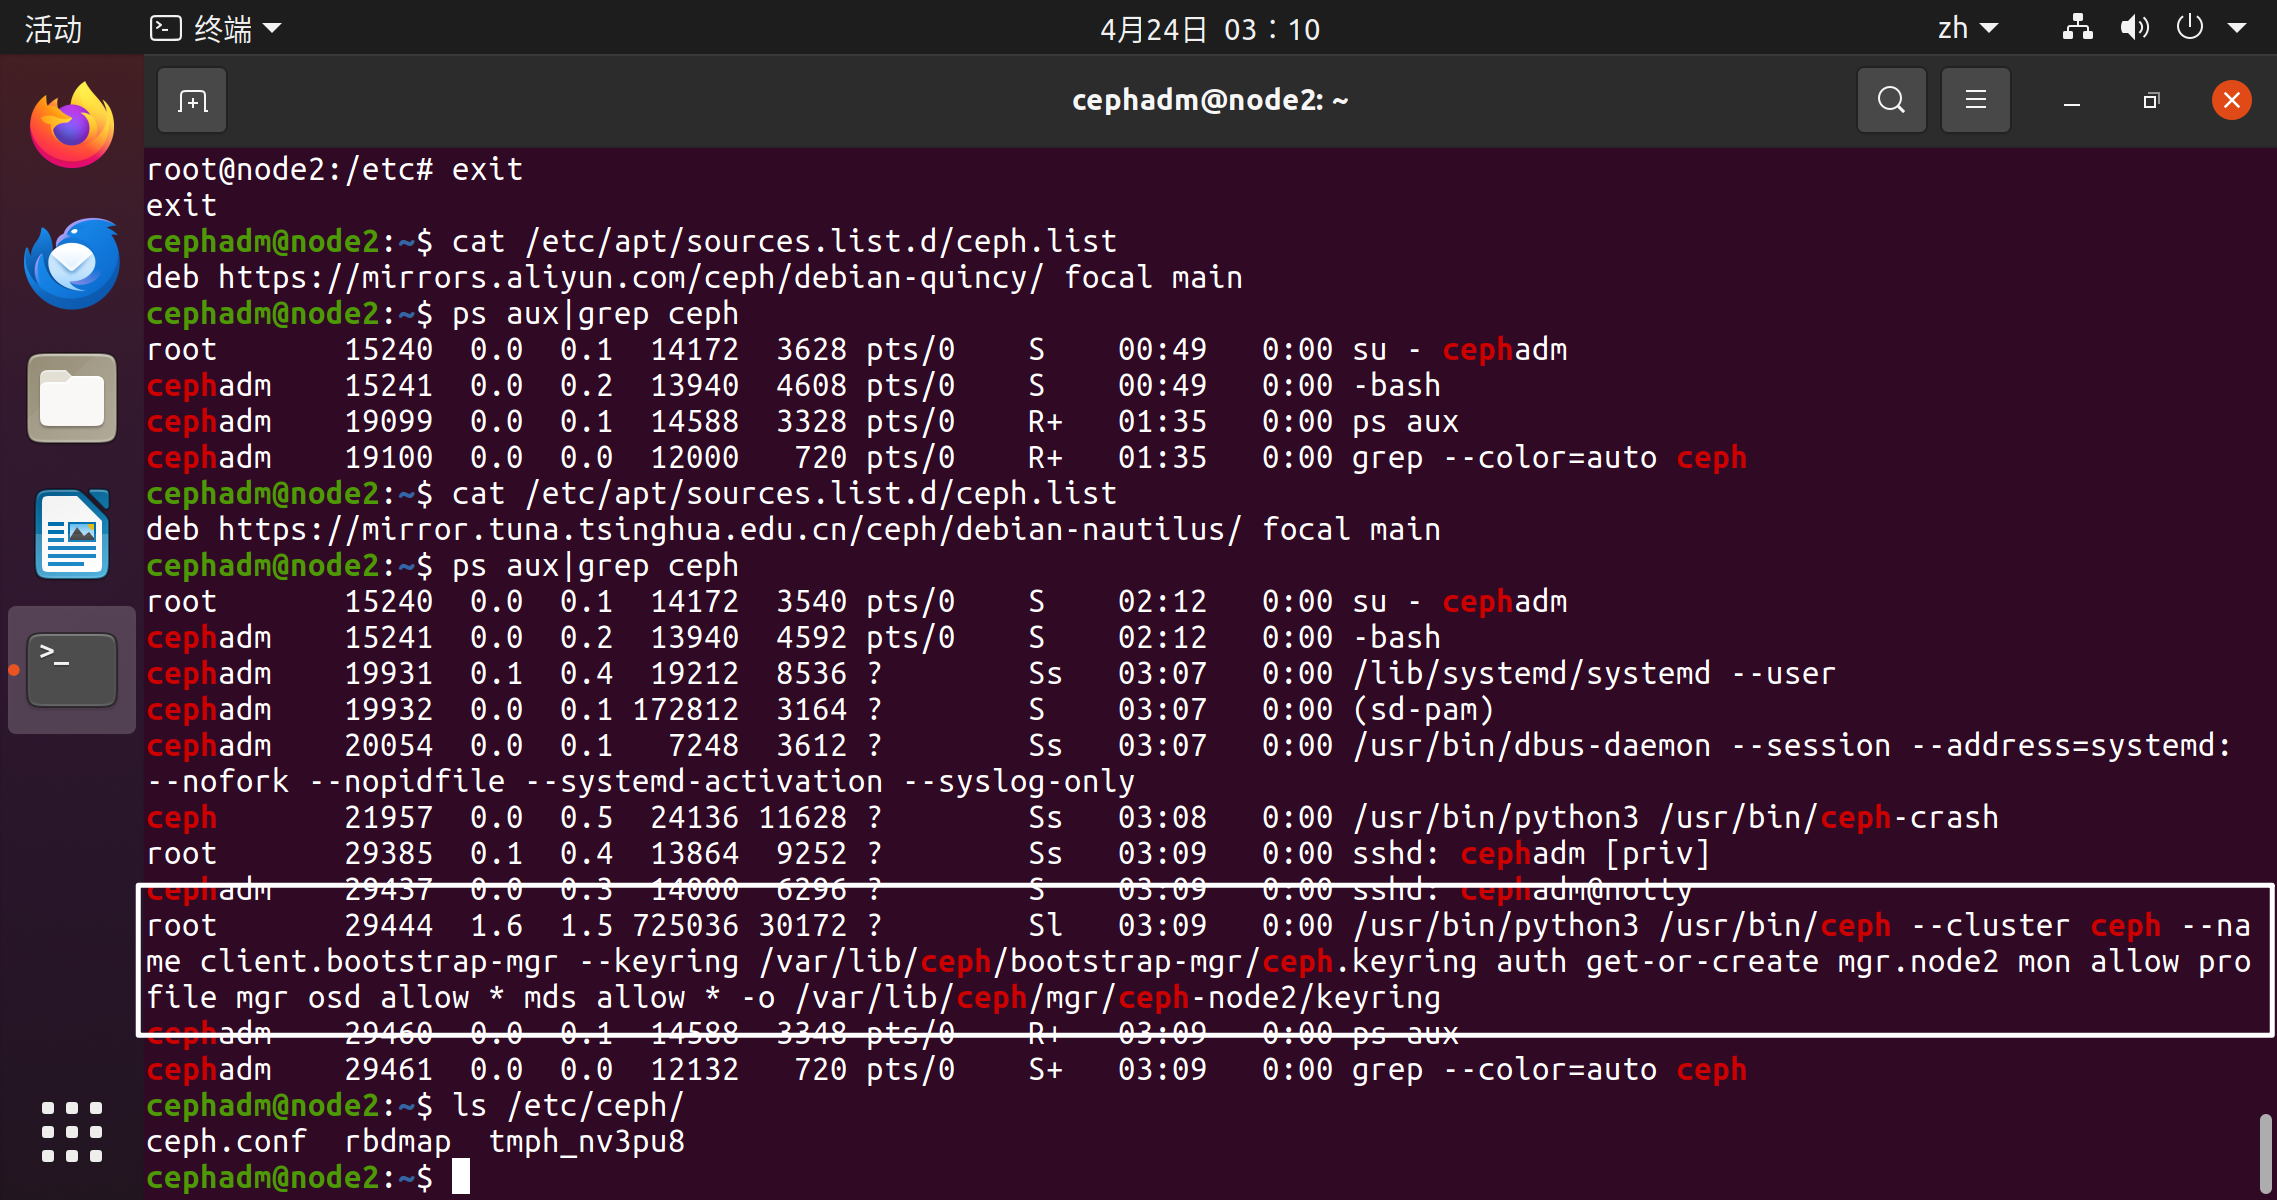 活动 终端 4月24日 03：10 zh
cephadm@node2: ~
root@node2:/etc# exit
exit
cephadm@node2:~$ cat /etc/apt/sources.list.d/ceph.list
deb https://mirrors.aliyun.com/ceph/debian-quincy/ focal main
cephadm@node2:~$ ps aux|grep ceph
root       15240  0.0  0.1  14172  3628 pts/0    S    00:49   0:00 su - cephadm
cephadm    15241  0.0  0.2  13940  4608 pts/0    S    00:49   0:00 -bash
cephadm    19099  0.0  0.1  14588  3328 pts/0    R+   01:35   0:00 ps aux
cephadm    19100  0.0  0.0  12000   720 pts/0    R+   01:35   0:00 grep --color=auto ceph
cephadm@node2:~$ cat /etc/apt/sources.list.d/ceph.list
deb https://mirror.tuna.tsinghua.edu.cn/ceph/debian-nautilus/ focal main
cephadm@node2:~$ ps aux|grep ceph
root       15240  0.0  0.1  14172  3540 pts/0    S    02:12   0:00 su - cephadm
cephadm    15241  0.0  0.2  13940  4592 pts/0    S    02:12   0:00 -bash
cephadm    19931  0.1  0.4  19212  8536 ?        Ss   03:07   0:00 /lib/systemd/systemd --user
cephadm    19932  0.0  0.1 172812  3164 ?        S    03:07   0:00 (sd-pam)
cephadm    20054  0.0  0.1   7248  3612 ?        Ss   03:07   0:00 /usr/bin/dbus-daemon --session --address=systemd:
--nofork --nopidfile --systemd-activation --syslog-only
ceph       21957  0.0  0.5  24136 11628 ?        Ss   03:08   0:00 /usr/bin/python3 /usr/bin/ceph-crash
root       29385  0.1  0.4  13864  9252 ?        Ss   03:09   0:00 sshd: cephadm [priv]
cephadm    29437  0.0  0.3  14000  6296 ?        S    03:09   0:00 sshd: cephadm@notty
root       29444  1.6  1.5 725036 30172 ?        Sl   03:09   0:00 /usr/bin/python3 /usr/bin/ceph --cluster ceph --na
me client.bootstrap-mgr --keyring /var/lib/ceph/bootstrap-mgr/ceph.keyring auth get-or-create mgr.node2 mon allow pro
file mgr osd allow * mds allow * -o /var/lib/ceph/mgr/ceph-node2/keyring
cephadm    29460  0.0  0.1  14588  3348 pts/0    R+   03:09   0:00 ps aux
cephadm    29461  0.0  0.0  12132   720 pts/0    S+   03:09   0:00 grep --color=auto ceph
cephadm@node2:~$ ls /etc/ceph/
ceph.conf  rbdmap  tmph_nv3pu8
cephadm@node2:~$